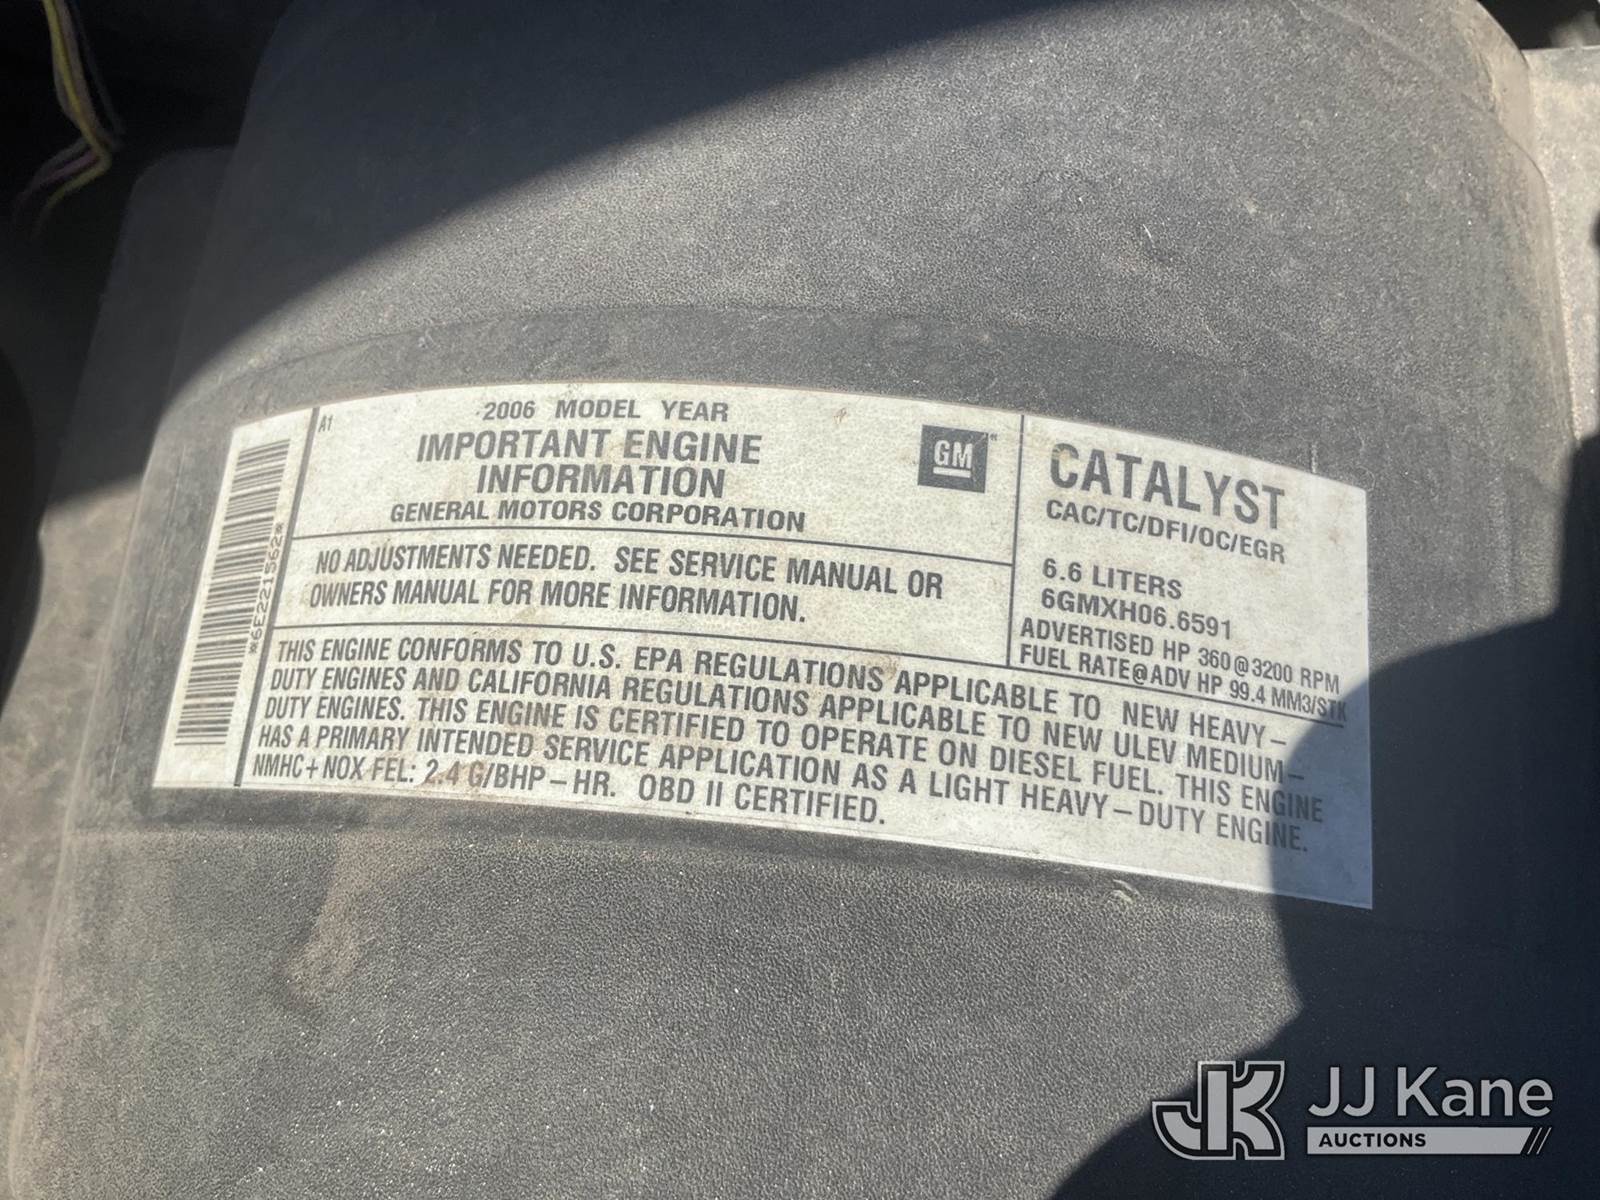 A1
2006 MODEL YEAR
IMPORTANT ENGINE
INFORMATION
GENERAL MOTORS CORPORATION
GM
CATALYST
CAC/TC/DFI/OC/EGR
6.6 LITERS
6GMXH06.6591
ADVERTISED HP 360@3200 RPM
FUEL RATE@ADV HP 99.4 MM3/STK
NO ADJUSTMENTS NEEDED. SEE SERVICE MANUAL OR
OWNERS MANUAL FOR MORE INFORMATION.
THIS ENGINE CONFORMS TO U.S. EPA REGULATIONS APPLICABLE TO NEW HEAVY-
DUTY ENGINES AND CALIFORNIA REGULATIONS APPLICABLE TO NEW ULEV MEDIUM-
DUTY ENGINES. THIS ENGINE IS CERTIFIED TO OPERATE ON DIESEL FUEL. THIS ENGINE
HAS A PRIMARY INTENDED SERVICE APPLICATION AS A LIGHT HEAVY-DUTY ENGINE.
NMHC+NOX FEL: 2.4 G/BHP-HR. OBD II CERTIFIED.
*6E2221562*
JK
JJ Kane
AUCTIONS